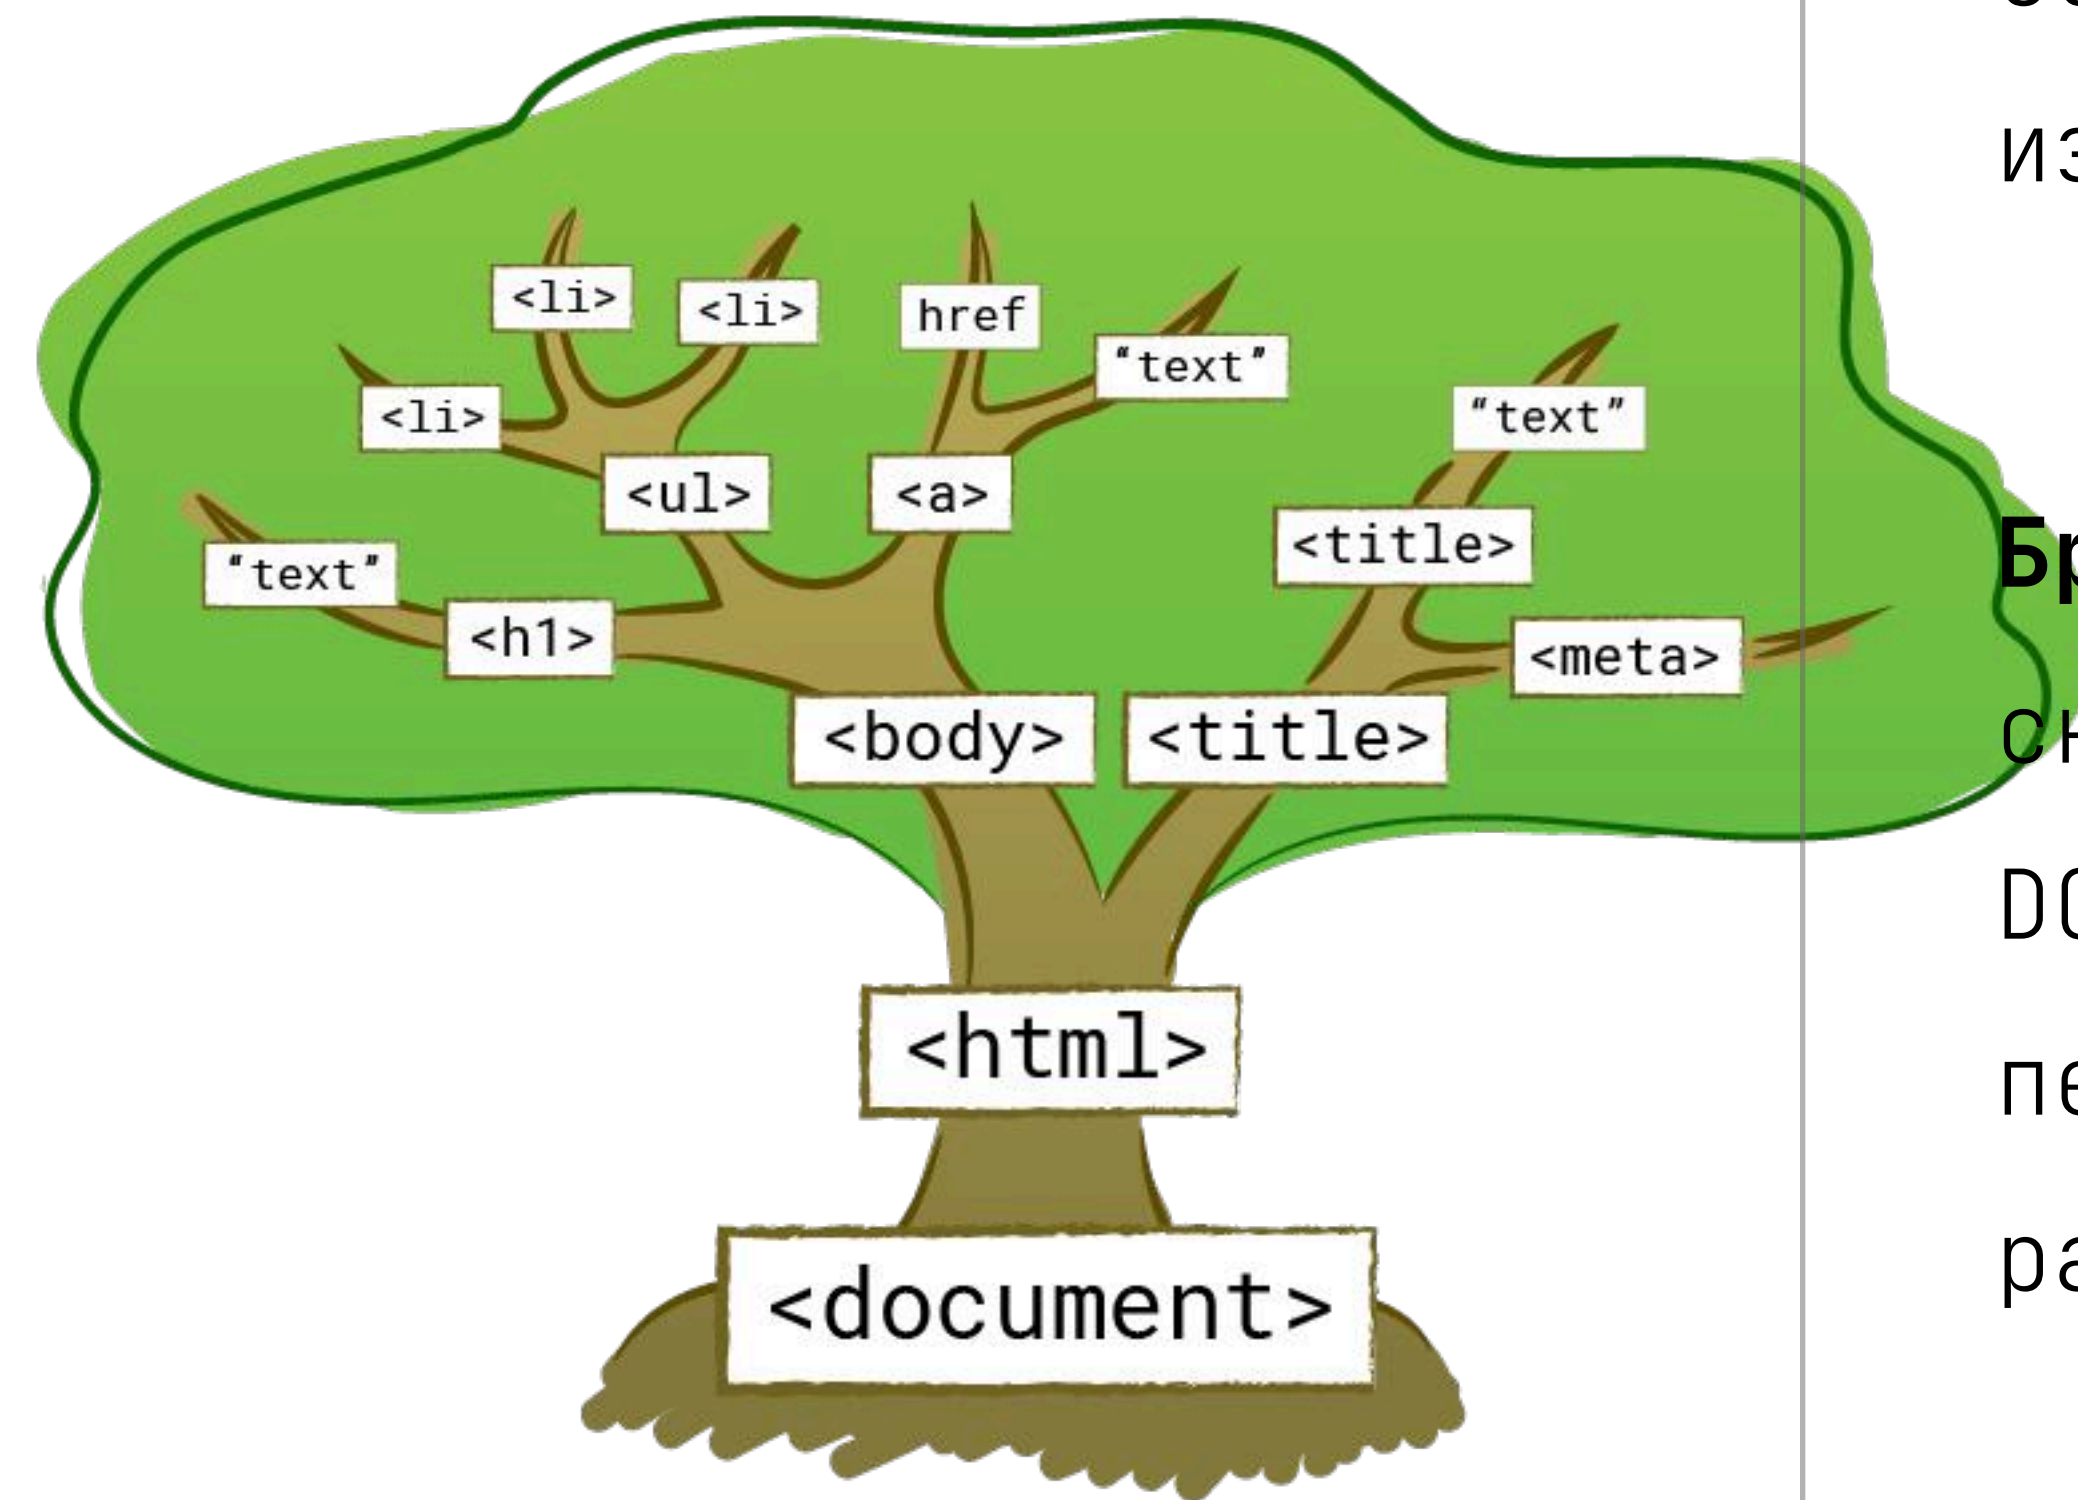 <li>
<li>
href
"text"
<li>
"text"
<ul>
<a>
<title>
"text"
<h1>
<meta>
<body>
<title>
<html>
<document>